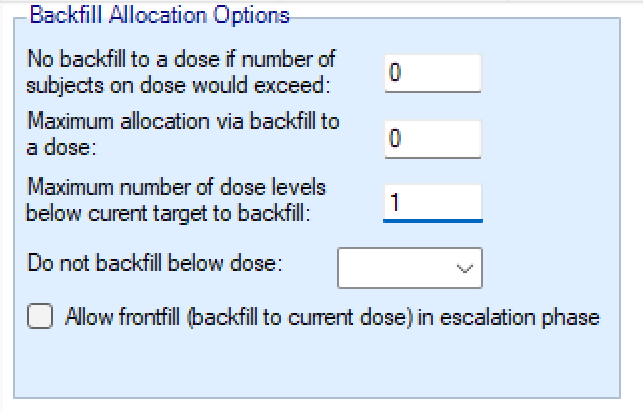 Backfill Allocation Options
No backfill to a dose if number of
subjects on dose would exceed:
0
Maximum allocation via backfill to
a dose:
0
Maximum number of dose levels
below curent target to backfill:
1
Do not backfill below dose:
Allow frontfill (backfill to current dose) in escalation phase